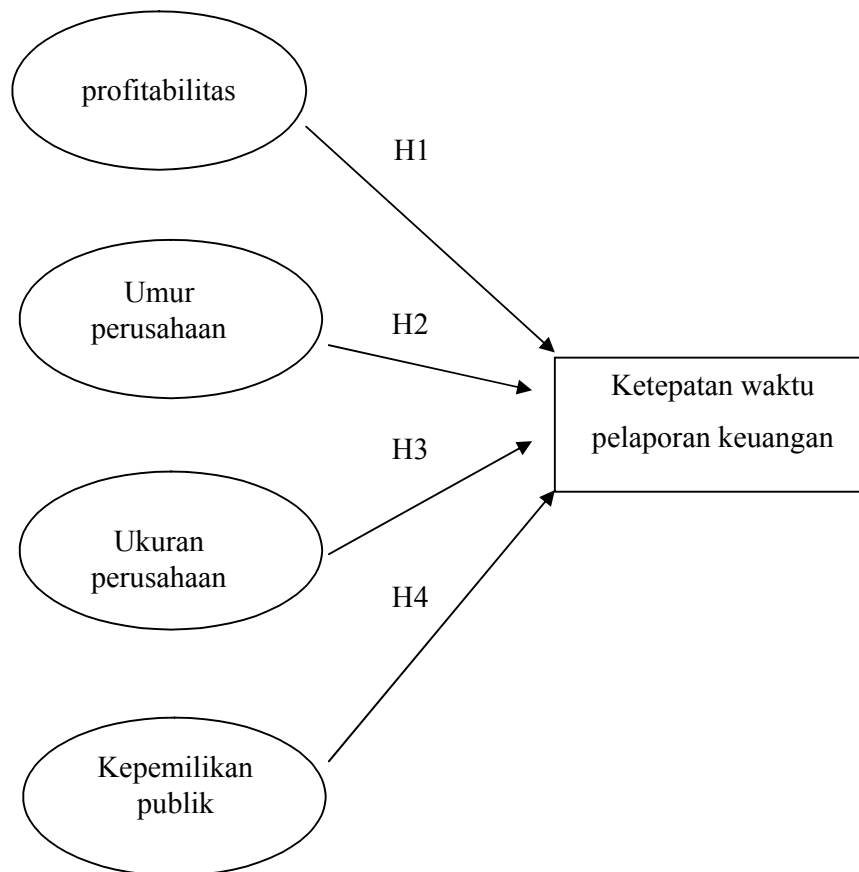 profitabilitas
H1
Umur
perusahaan
H2
Ketepatan waktu
pelaporan keuangan
H3
Ukuran
perusahaan
H4
Kepemilikan
publik